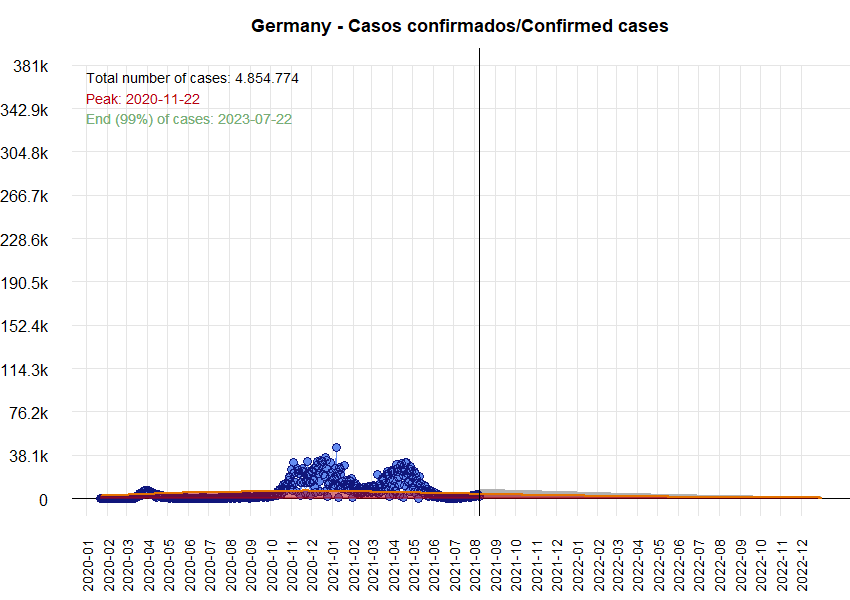 Germany - Casos confirmados/Confirmed cases
381k
Total number of cases: 4.854.774
Peak: 2020-11-22
342.9k
End (99%) of cases: 2023-07-22
304.8k
266.7k
228.6k
190.5k
152.4k
114.3k
76.2k
38.1k
0
2020-01
2020-02
2020-03
2020-04
2020-05
2020-06
2020-07
2020-08
2020-09
2020-10
2020-11
2020-12
2021-01
2021-02
2021-03
2021-04
2021-05
2021-06
2021-07
2021-08
2021-09
2021-10
2021-11
2021-12
2022-01
2022-02
2022-03
2022-04
2022-05
2022-06
2022-07
2022-08
2022-09
2022-10
2022-11
2022-12